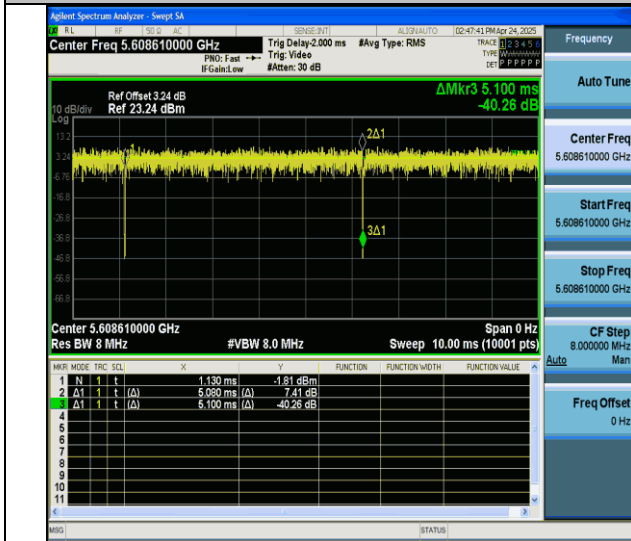 Agilent Spectrum Analyzer - Swept SA
RL RF 50 Ω AC SENSE:INT ALIGNAUTO 02:47:41 PM Apr 24, 2025
Center Freq 5.608610000 GHz
PNO: Fast
IFGain:Low
Trig Delay-2.000 ms
Trig: Video
#Atten: 30 dB
#Avg Type: RMS
TRACE 1 2 3 4 5 6
TYPE
DET P P P P P P
ΔMkr3 5.100 ms
-40.26 dB
Ref Offset 3.24 dB
Ref 23.24 dBm
10 dB/div
Log
13.2
3.24
-6.76
-16.8
-26.8
-36.8
-46.8
-56.8
-66.8
1
2Δ1
3Δ1
Center 5.608610000 GHz Span 0 Hz
Res BW 8 MHz #VBW 8.0 MHz Sweep 10.00 ms (10001 pts)
MKR MODE TRC SCL X Y FUNCTION FUNCTION WIDTH FUNCTION VALUE
1 N 1 t 1.130 ms -1.81 dBm
2 Δ1 1 t (Δ) 5.080 ms (Δ) 7.41 dB
3 Δ1 1 t (Δ) 5.100 ms (Δ) -40.26 dB
4
5
6
7
8
9
10
11
MSG STATUS
Frequency
Auto Tune
Center Freq
5.608610000 GHz
Start Freq
5.608610000 GHz
Stop Freq
5.608610000 GHz
CF Step
8.000000 MHz
Auto Man
Freq Offset
0 Hz